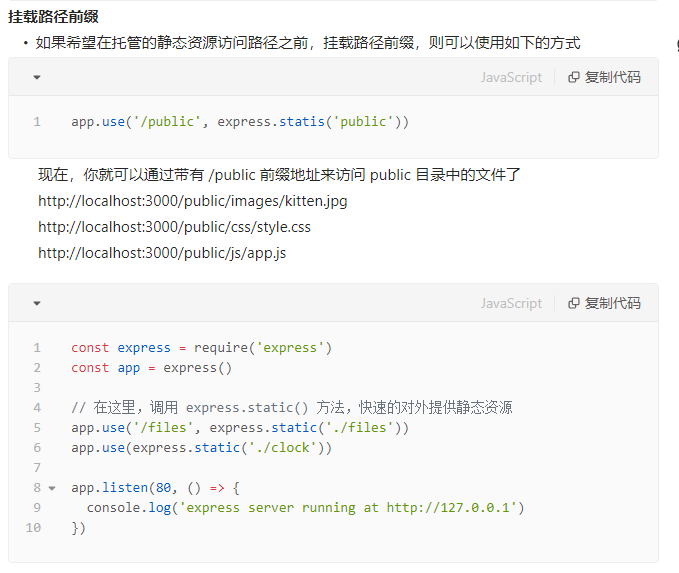 挂载路径前缀
• 如果希望在托管的静态资源访问路径之前，挂载路径前缀，则可以使用如下的方式
JavaScript 复制代码
1 app.use('/public', express.statis('public'))
现在，你就可以通过带有 /public 前缀地址来访问 public 目录中的文件了
http://localhost:3000/public/images/kitten.jpg
http://localhost:3000/public/css/style.css
http://localhost:3000/public/js/app.js
JavaScript 复制代码
1 const express = require('express')
2 const app = express()
3
4 // 在这里，调用 express.static() 方法，快速的对外提供静态资源
5 app.use('/files', express.static('./files'))
6 app.use(express.static('./clock'))
7
8 app.listen(80, () => {
9   console.log('express server running at http://127.0.0.1')
10 })